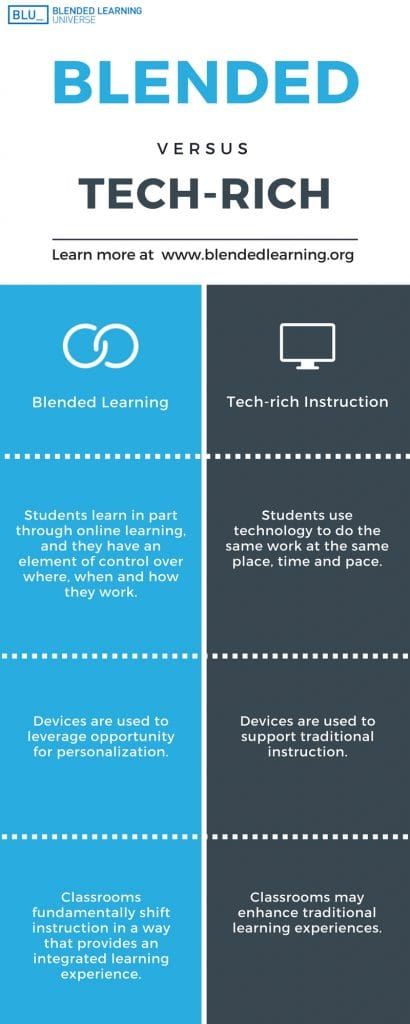 BLU_
BLENDED LEARNING
UNIVERSE
BLENDED
VERSUS
TECH-RICH
Learn more at www.blendedlearning.org
Blended Learning
Tech-rich Instruction
Students learn in part
through online learning,
and they have an
element of control over
where, when and how
they work.
Students use
technology to do the
same work at the same
place, time and pace.
Devices are used to
leverage opportunity
for personalization.
Devices are used to
support traditional
instruction.
Classrooms
fundamentally shift
instruction in a way
that provides an
integrated learning
experience.
Classrooms may
enhance traditional
learning experiences.